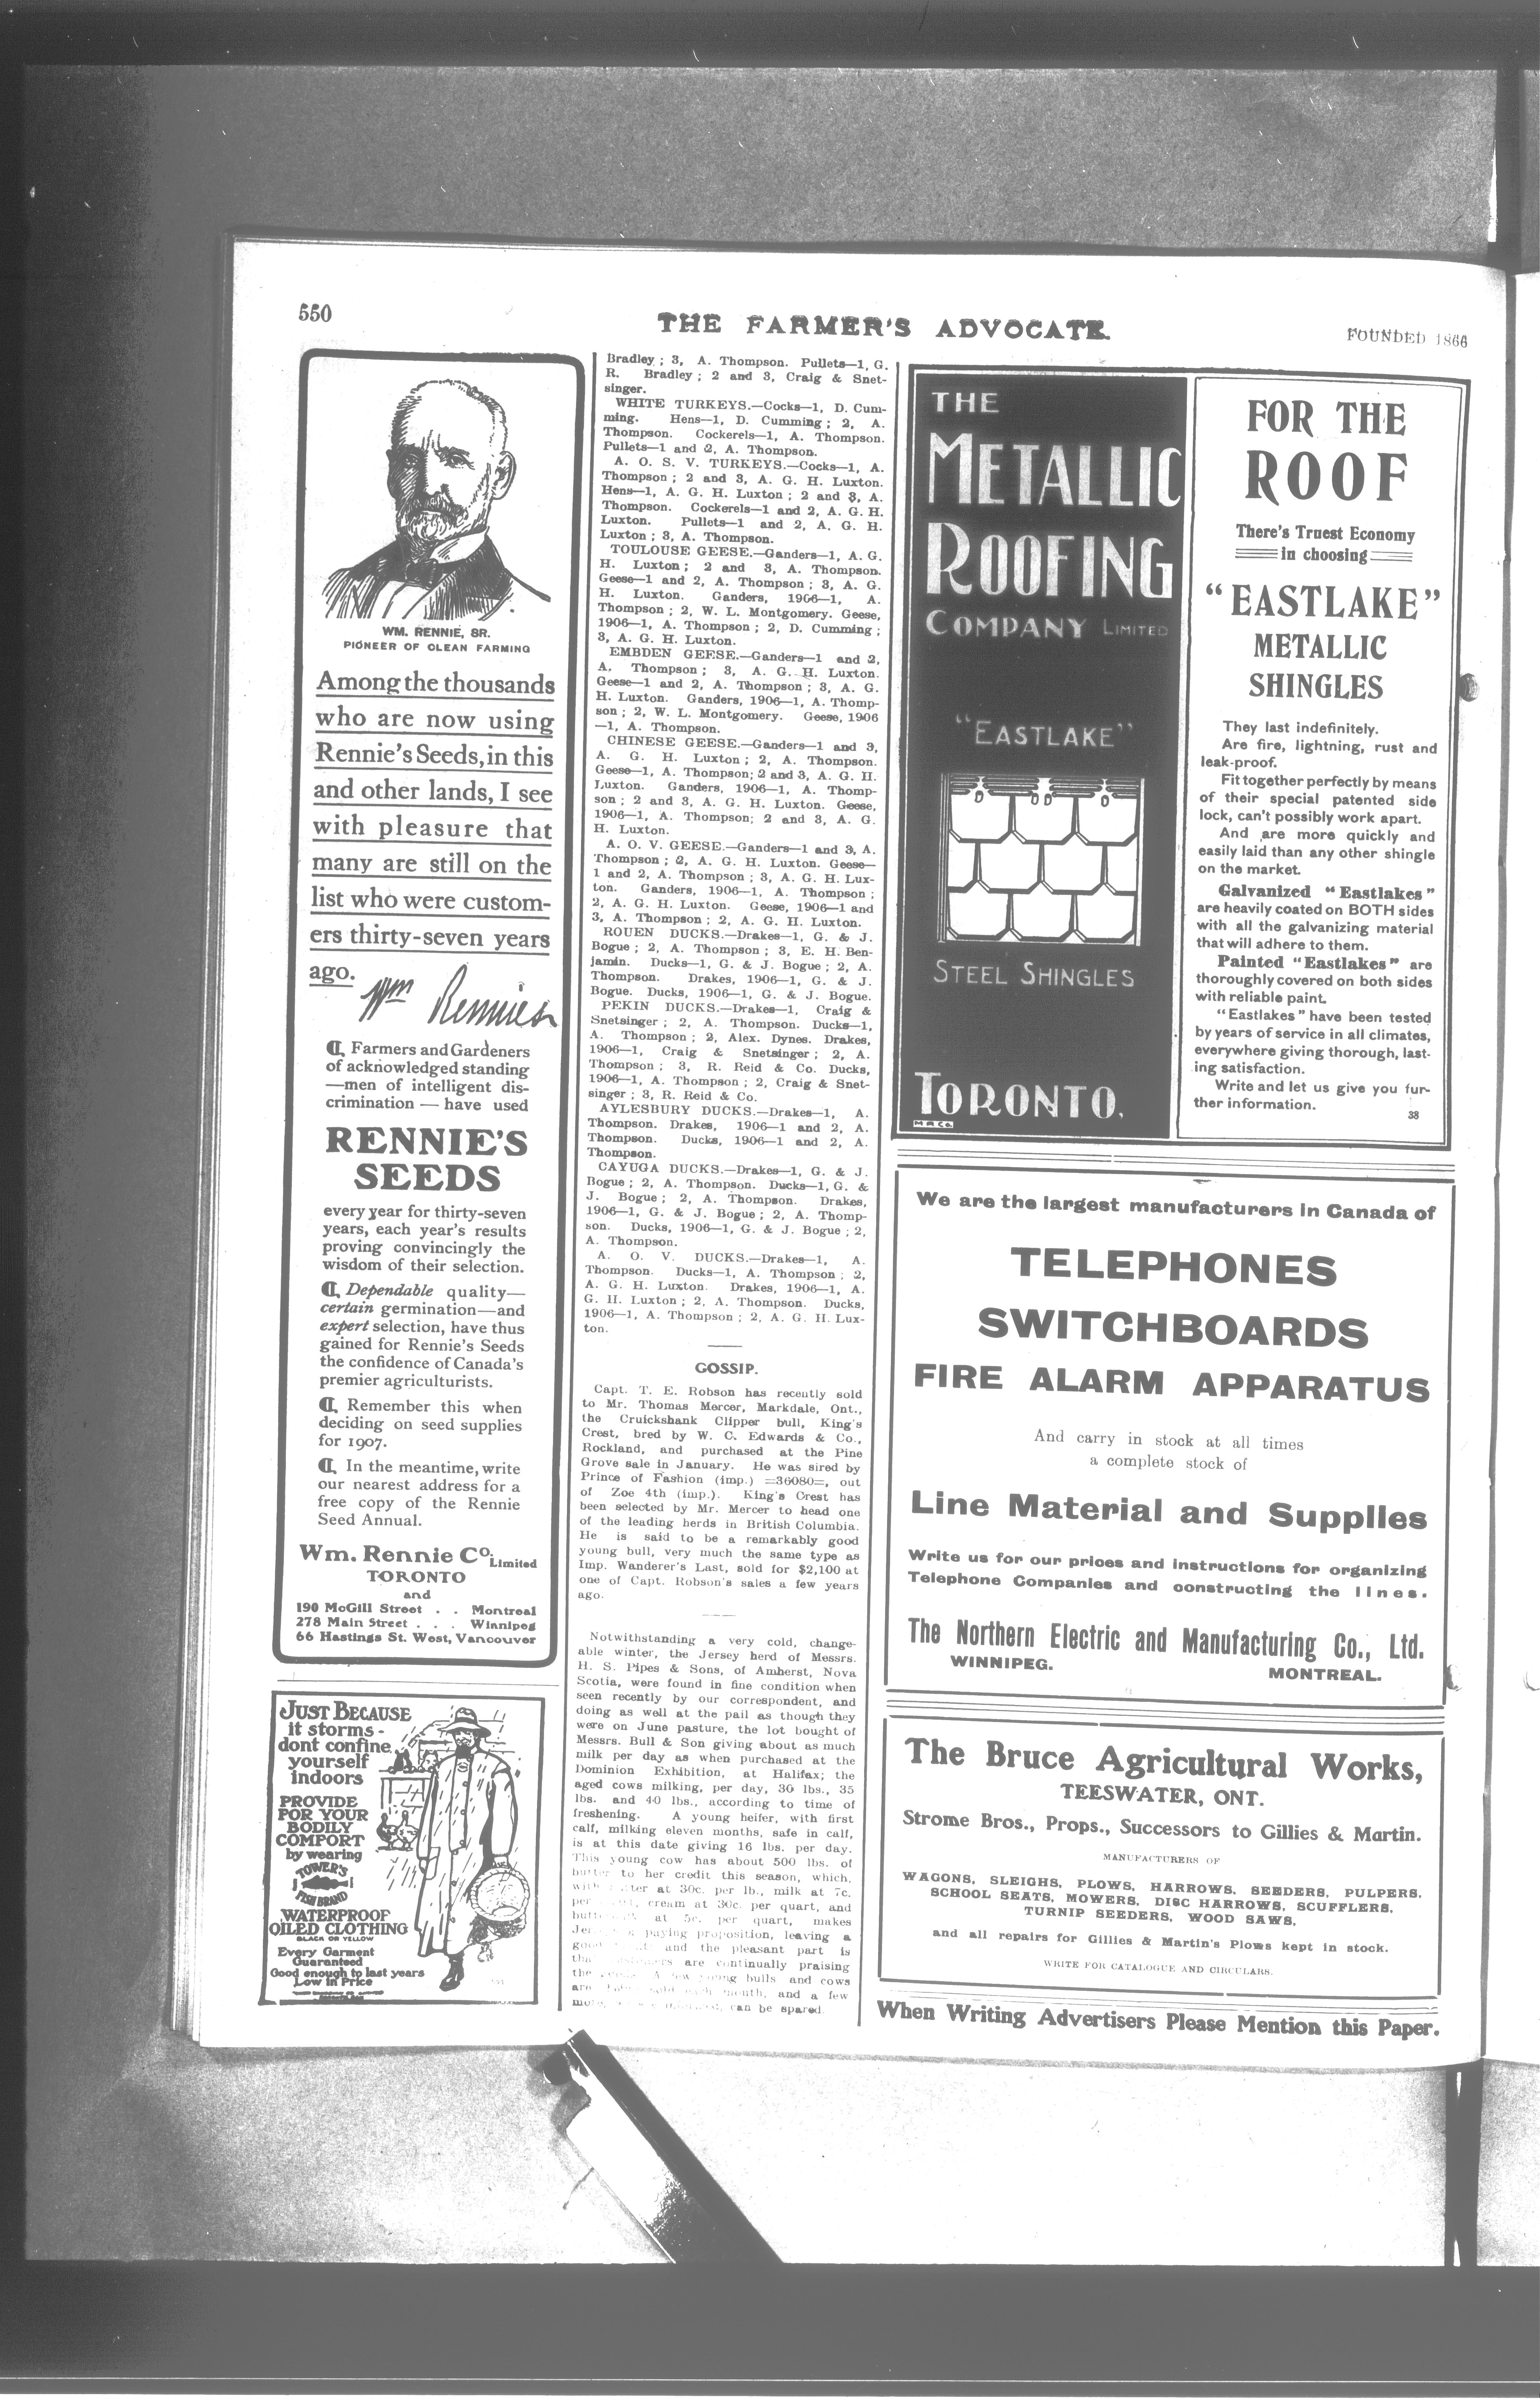 550
THE FARMER'S ADVOCATE.
FOUNDED 1866
WM. RENNIE, SR.
PIONEER OF CLEAN FARMING
Among the thousands
who are now using
Rennie's Seeds, in this
and other lands, I see
with pleasure that
many are still on the
list who were custom-
ers thirty-seven years
ago.
Wm Rennie Sr
Farmers and Gardeners
of acknowledged standing
—men of intelligent dis-
crimination — have used
RENNIE'S
SEEDS
every year for thirty-seven
years, each year's results
proving convincingly the
wisdom of their selection.
Dependable quality—
certain germination—and
expert selection, have thus
gained for Rennie's Seeds
the confidence of Canada's
premier agriculturists.
Remember this when
deciding on seed supplies
for 1907.
In the meantime, write
our nearest address for a
free copy of the Rennie
Seed Annual.
Wm. Rennie Co. Limited
TORONTO
and
190 McGill Street . . Montreal
278 Main Street . . . Winnipeg
66 Hastings St. West, Vancouver
JUST BECAUSE
it storms -
dont confine
yourself
indoors
PROVIDE
FOR YOUR
BODILY
COMFORT
by wearing
TOWER'S
FISH BRAND
WATERPROOF
OILED CLOTHING
BLACK OR YELLOW
Every Garment
Guaranteed
Good enough to last years
Low in Price
Bradley ; 3, A. Thompson. Pullets—1, G.
R. Bradley ; 2 and 3, Craig & Snet-
singer.
WHITE TURKEYS.—Cocks—1, D. Cum-
ming. Hens—1, D. Cumming ; 2, A.
Thompson. Cockerels—1, A. Thompson.
Pullets—1 and 2, A. Thompson.
A. O. S. V. TURKEYS.—Cocks—1, A.
Thompson ; 2 and 3, A. G. H. Luxton.
Hens—1, A. G. H. Luxton ; 2 and 3, A.
Thompson. Cockerels—1 and 2, A. G. H.
Luxton. Pullets—1 and 2, A. G. H.
Luxton ; 3, A. Thompson.
TOULOUSE GEESE.—Ganders—1, A. G.
H. Luxton ; 2 and 3, A. Thompson.
Geese—1 and 2, A. Thompson ; 3, A. G.
H. Luxton. Ganders, 1906—1, A.
Thompson ; 2, W. L. Montgomery. Geese,
1906—1, A. Thompson ; 2, D. Cumming ;
3, A. G. H. Luxton.
EMBDEN GEESE.—Ganders—1 and 2,
A. Thompson ; 3, A. G. H. Luxton.
Geese—1 and 2, A. Thompson ; 3, A. G.
H. Luxton. Ganders, 1906—1, A. Thomp-
son ; 2, W. L. Montgomery. Geese, 1906
—1, A. Thompson.
CHINESE GEESE.—Ganders—1 and 3,
A. G. H. Luxton ; 2, A. Thompson.
Geese—1, A. Thompson; 2 and 3, A. G. H.
Luxton. Ganders, 1906—1, A. Thomp-
son ; 2 and 3, A. G. H. Luxton. Geese,
1906—1, A. Thompson; 2 and 3, A. G.
H. Luxton.
A. O. V. GEESE.—Ganders—1 and 3, A.
Thompson ; 2, A. G. H. Luxton. Geese—
1 and 2, A. Thompson ; 3, A. G. H. Lux-
ton. Ganders, 1906—1, A. Thompson ;
2, A. G. H. Luxton. Geese, 1906—1 and
3, A. Thompson ; 2, A. G. H. Luxton.
ROUEN DUCKS.—Drakes—1, G. & J.
Bogue ; 2, A. Thompson ; 3, E. H. Ben-
jamin. Ducks—1, G. & J. Bogue ; 2, A.
Thompson. Drakes, 1906—1, G. & J.
Bogue. Ducks, 1906—1, G. & J. Bogue.
PEKIN DUCKS.—Drakes—1, Craig &
Snetsinger ; 2, A. Thompson. Ducks—1,
A. Thompson ; 2, Alex. Dynes. Drakes,
1906—1, Craig & Snetsinger ; 2, A.
Thompson ; 3, R. Reid & Co. Ducks,
1906—1, A. Thompson ; 2, Craig & Snet-
singer ; 3, R. Reid & Co.
AYLESBURY DUCKS.—Drakes—1, A.
Thompson. Drakes, 1906—1 and 2, A.
Thompson. Ducks, 1906—1 and 2, A.
Thompson.
CAYUGA DUCKS.—Drakes—1, G. & J.
Bogue ; 2, A. Thompson. Ducks—1, G. &
J. Bogue ; 2, A. Thompson. Drakes,
1906—1, G. & J. Bogue ; 2, A. Thomp-
son. Ducks, 1906—1, G. & J. Bogue ; 2,
A. Thompson.
A. O. V. DUCKS.—Drakes—1, A.
Thompson. Ducks—1, A. Thompson ; 2,
A. G. H. Luxton. Drakes, 1906—1, A.
G. H. Luxton ; 2, A. Thompson. Ducks,
1906—1, A. Thompson ; 2, A. G. H. Lux-
ton.
GOSSIP.
Capt. T. E. Robson has recently sold
to Mr. Thomas Mercer, Markdale, Ont.,
the Cruickshank Clipper bull, King's
Crest, bred by W. C. Edwards & Co.,
Rockland, and purchased at the Pine
Grove sale in January. He was sired by
Prince of Fashion (imp.) =36080=, out
of Zoe 4th (imp.). King's Crest has
been selected by Mr. Mercer to head one
of the leading herds in British Columbia.
He is said to be a remarkably good
young bull, very much the same type as
Imp. Wanderer's Last, sold for $2,100 at
one of Capt. Robson's sales a few years
ago.
Notwithstanding a very cold, change-
able winter, the Jersey herd of Messrs.
H. S. Pipes & Sons, of Amherst, Nova
Scotia, were found in fine condition when
seen recently by our correspondent, and
doing as well at the pail as though they
were on June pasture, the lot bought of
Messrs. Bull & Son giving about as much
milk per day as when purchased at the
Dominion Exhibition, at Halifax; the
aged cows milking, per day, 30 lbs., 35
lbs. and 40 lbs., according to time of
freshening. A young heifer, with first
calf, milking eleven months, safe in calf,
is at this date giving 16 lbs. per day.
This young cow has about 500 lbs. of
butter to her credit this season, which,
with at 30c. per lb., milk at 7c.
per cream at 30c. per quart, and
at 5c. per quart, makes
paying proposition, leaving a
good and the pleasant part is
are continually praising
the bulls and cows
are month, and a few
can be spared.
THE
METALLIC
ROOFING
COMPANY LIMITED
"EASTLAKE"
STEEL SHINGLES
TORONTO.
FOR THE
ROOF
There's Truest Economy
in choosing
"EASTLAKE"
METALLIC
SHINGLES
They last indefinitely.
Are fire, lightning, rust and
leak-proof.
Fit together perfectly by means
of their special patented side
lock, can't possibly work apart.
And are more quickly and
easily laid than any other shingle
on the market.
Galvanized "Eastlakes"
are heavily coated on BOTH sides
with all the galvanizing material
that will adhere to them.
Painted "Eastlakes" are
thoroughly covered on both sides
with reliable paint.
"Eastlakes" have been tested
by years of service in all climates,
everywhere giving thorough, last-
ing satisfaction.
Write and let us give you fur-
ther information.
38
We are the largest manufacturers in Canada of
TELEPHONES
SWITCHBOARDS
FIRE ALARM APPARATUS
And carry in stock at all times
a complete stock of
Line Material and Supplies
Write us for our prices and instructions for organizing
Telephone Companies and constructing the lines.
The Northern Electric and Manufacturing Co., Ltd.
WINNIPEG. MONTREAL.
The Bruce Agricultural Works,
TEESWATER, ONT.
Strome Bros., Props., Successors to Gillies & Martin.
MANUFACTURERS OF
WAGONS, SLEIGHS, PLOWS, HARROWS, SEEDERS, PULPERS,
SCHOOL SEATS, MOWERS, DISC HARROWS, SCUFFLERS,
TURNIP SEEDERS, WOOD SAWS,
and all repairs for Gillies & Martin's Plows kept in stock.
WRITE FOR CATALOGUE AND CIRCULARS.
When Writing Advertisers Please Mention this Paper.